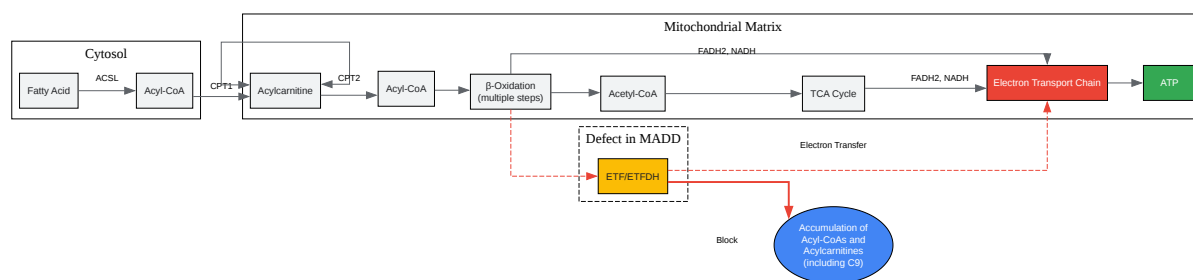 Mitochondrial Matrix
Cytosol
FADH2, NADH
Fatty Acid
ACSL
Acyl-CoA
CPT1
Acylcarnitine
CPT2
Acyl-CoA
β-Oxidation
(multiple steps)
Acetyl-CoA
TCA Cycle
FADH2, NADH
Electron Transport Chain
ATP
Defect in MADD
ETF/ETFDH
Electron Transfer
Block
Accumulation of
Acyl-CoAs and
Acylcarnitines
(including C9)